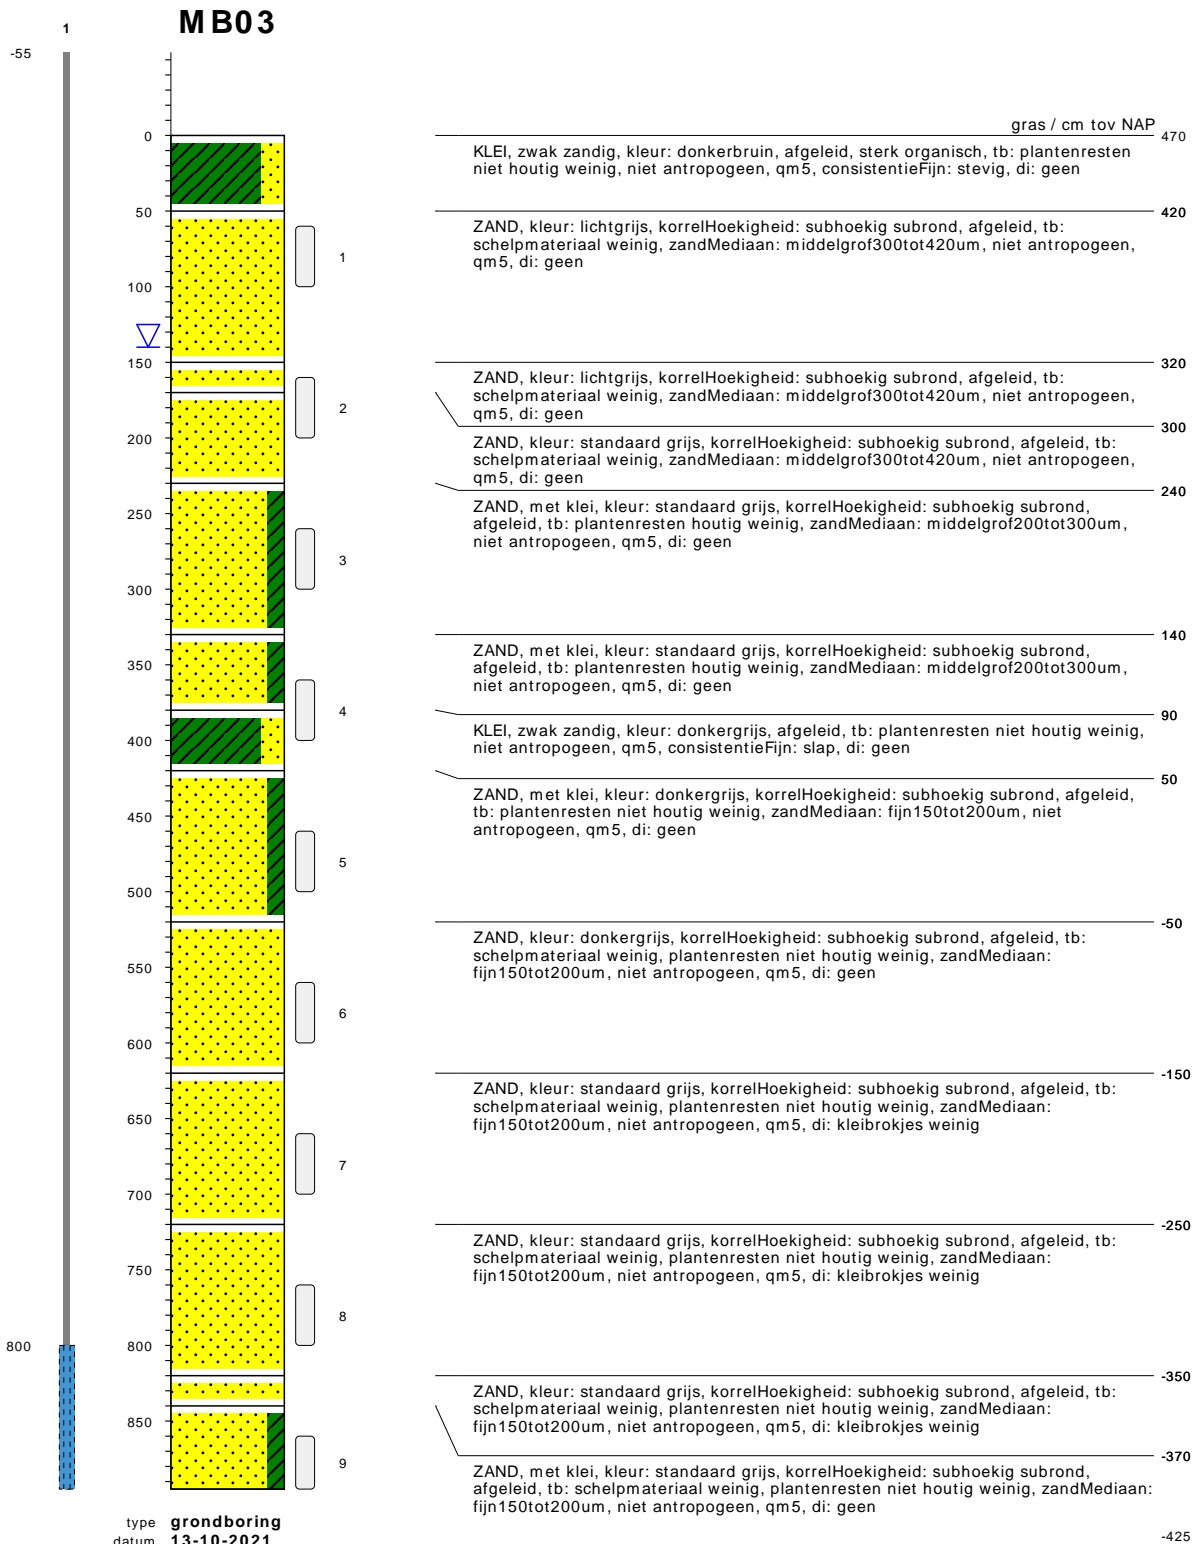 MB03
1
-55
gras / cm tov NAP
0
470
KLEI, zwak zandig, kleur: donkerbruin, afgeleid, sterk organisch, tb: plantenresten
niet houtig weinig, niet antropogeen, qm5, consistentieFijn: stevig, di: geen
50
420
ZAND, kleur: lichtgrijs, korrelHoekigheid: subhoekig subrond, afgeleid, tb:
schelpmateriaal weinig, zandMediaan: middelgrof300tot420um, niet antropogeen,
qm5, di: geen
1
100
150
320
ZAND, kleur: lichtgrijs, korrelHoekigheid: subhoekig subrond, afgeleid, tb:
schelpmateriaal weinig, zandMediaan: middelgrof300tot420um, niet antropogeen,
qm5, di: geen
2
300
200
ZAND, kleur: standaard grijs, korrelHoekigheid: subhoekig subrond, afgeleid, tb:
schelpmateriaal weinig, zandMediaan: middelgrof300tot420um, niet antropogeen,
qm5, di: geen
240
250
ZAND, met klei, kleur: standaard grijs, korrelHoekigheid: subhoekig subrond,
afgeleid, tb: plantenresten houtig weinig, zandMediaan: middelgrof200tot300um,
niet antropogeen, qm5, di: geen
3
300
140
ZAND, met klei, kleur: standaard grijs, korrelHoekigheid: subhoekig subrond,
afgeleid, tb: plantenresten houtig weinig, zandMediaan: middelgrof200tot300um,
niet antropogeen, qm5, di: geen
350
4
90
KLEI, zwak zandig, kleur: donkergrijs, afgeleid, tb: plantenresten niet houtig weinig,
niet antropogeen, qm5, consistentieFijn: slap, di: geen
400
50
ZAND, met klei, kleur: donkergrijs, korrelHoekigheid: subhoekig subrond, afgeleid,
tb: plantenresten niet houtig weinig, zandMediaan: fijn150tot200um, niet
antropogeen, qm5, di: geen
450
5
500
-50
ZAND, kleur: donkergrijs, korrelHoekigheid: subhoekig subrond, afgeleid, tb:
schelpmateriaal weinig, plantenresten niet houtig weinig, zandMediaan:
fijn150tot200um, niet antropogeen, qm5, di: geen
550
6
600
-150
ZAND, kleur: standaard grijs, korrelHoekigheid: subhoekig subrond, afgeleid, tb:
schelpmateriaal weinig, plantenresten niet houtig weinig, zandMediaan:
fijn150tot200um, niet antropogeen, qm5, di: kleibrokjes weinig
650
7
700
-250
ZAND, kleur: standaard grijs, korrelHoekigheid: subhoekig subrond, afgeleid, tb:
schelpmateriaal weinig, plantenresten niet houtig weinig, zandMediaan:
fijn150tot200um, niet antropogeen, qm5, di: kleibrokjes weinig
750
8
800
800
-350
ZAND, kleur: standaard grijs, korrelHoekigheid: subhoekig subrond, afgeleid, tb:
schelpmateriaal weinig, plantenresten niet houtig weinig, zandMediaan:
fijn150tot200um, niet antropogeen, qm5, di: kleibrokjes weinig
850
-370
9
ZAND, met klei, kleur: standaard grijs, korrelHoekigheid: subhoekig subrond,
afgeleid, tb: schelpmateriaal weinig, plantenresten niet houtig weinig, zandMediaan:
fijn150tot200um, niet antropogeen, qm5, di: geen
type grondboring
datum 13-10-2021
-425